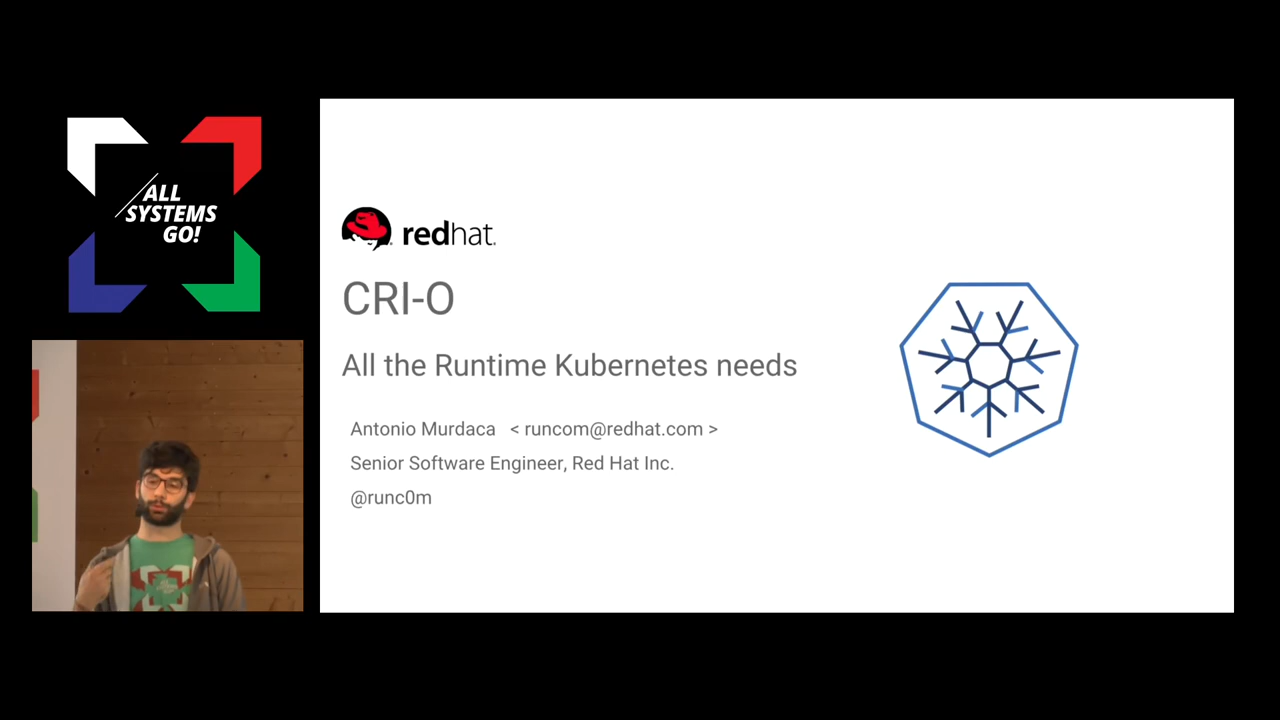 ALL
SYSTEMS
GO!
redhat.
CRI-O
All the Runtime Kubernetes needs
Antonio Murdaca < runcom@redhat.com >
Senior Software Engineer, Red Hat Inc.
@runc0m